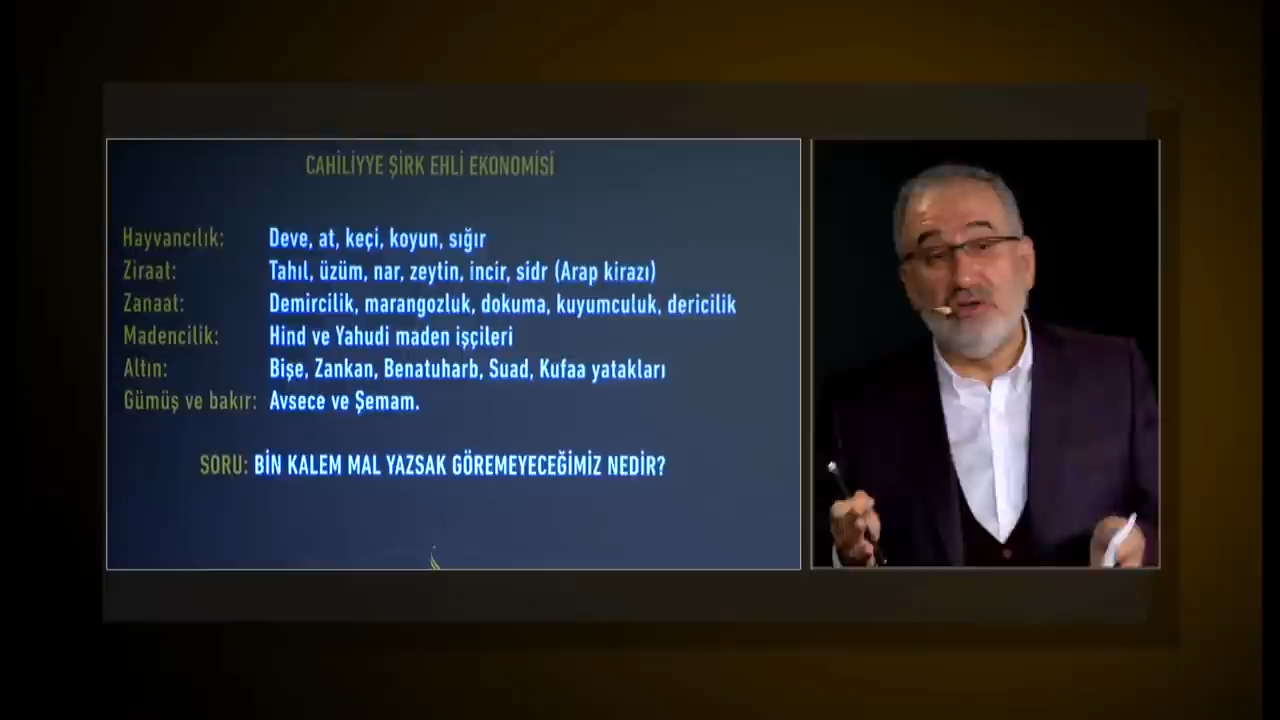 CAHİLİYYE ŞİRK EHLİ EKONOMİSİ
Hayvancılık: Deve, at, keçi, koyun, sığır
Ziraat: Tahıl, üzüm, nar, zeytin, incir, sidr (Arap kirazı)
Zanaat: Demircilik, marangozluk, dokuma, kuyumculuk, dericilik
Madencilik: Hind ve Yahudi maden işçileri
Altın: Bişe, Zankan, Benatuharb, Suad, Kufaa yatakları
Gümüş ve bakır: Avsece ve Şemam.
SORU: BİN KALEM MAL YAZSAK GÖREMEYECEĞİMİZ NEDİR?